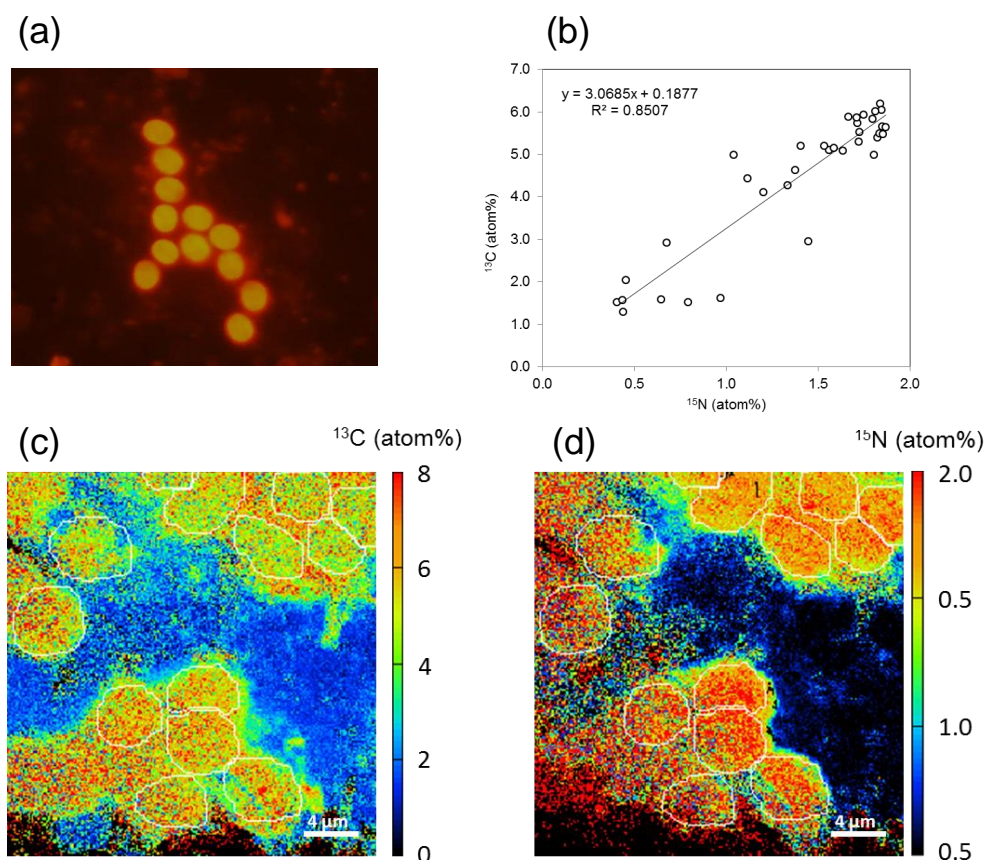 (a)
(b)
7.0
6.0
5.0
4.0
3.0
2.0
1.0
0.0
y = 3.0685x + 0.1877
R² = 0.8507
¹³C (atom%)
0.0
0.5
1.0
1.5
2.0
¹⁵N (atom%)
(c)
¹³C (atom%)
8
6
4
2
0
4 µm
(d)
¹⁵N (atom%)
2.0
0.5
1.0
0.5
4 µm